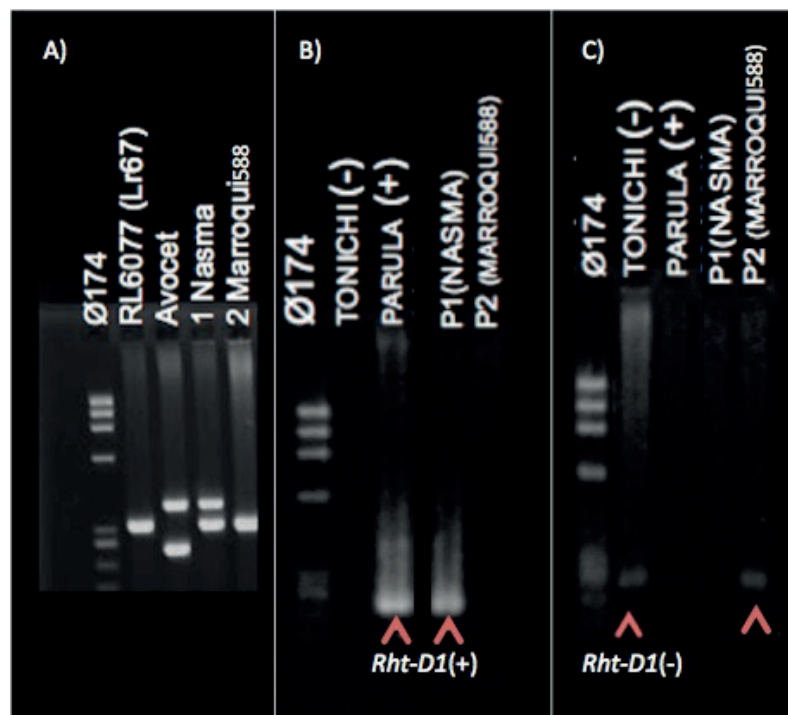 A)
Ø174
RL6077 (Lr67)
Avocet
1 Nasma
2 Marroqui588
B)
Ø174
TONICHI (-)
PARULA (+)
P1(NASMA)
P2 (MARROQUI588)
Rht-D1(+)
C)
Ø174
TONICHI (-)
PARULA (+)
P1(NASMA)
P2 (MARROQUI588)
Rht-D1(-)